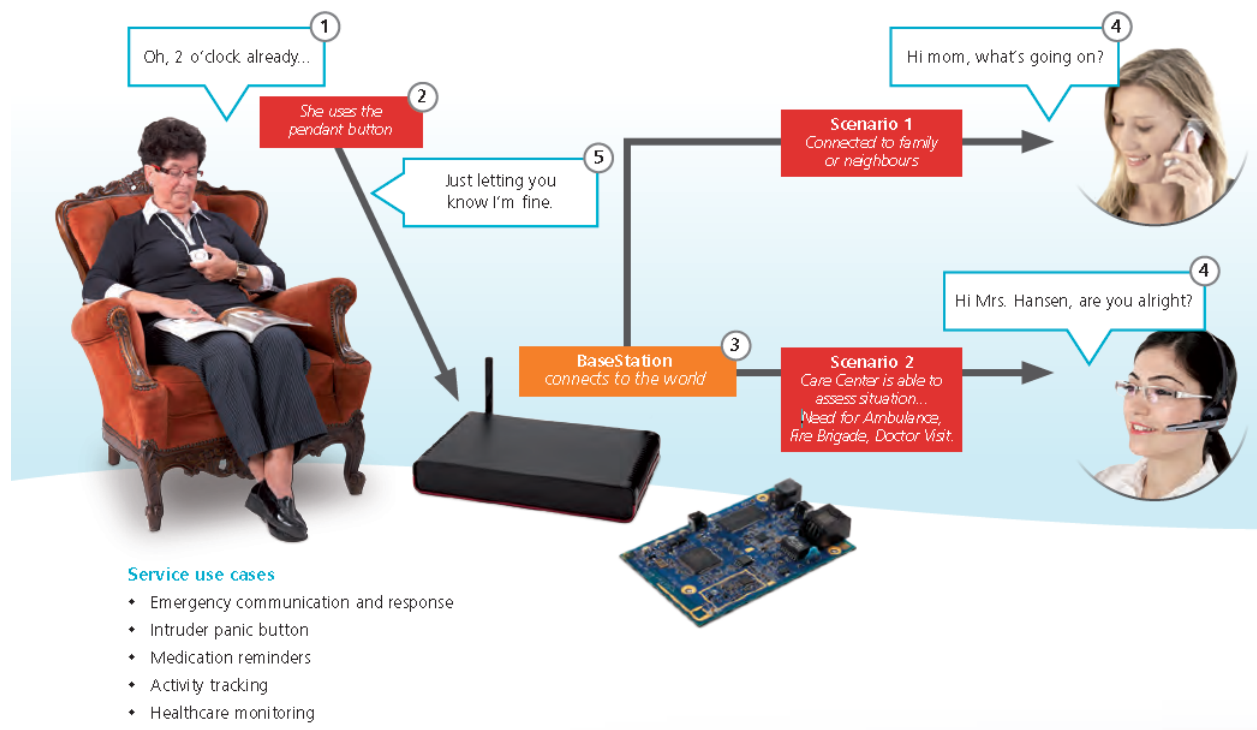 1
Oh, 2 o'clock already...
2
She uses the
pendant button
5
Just letting you
know I'm fine.
3
BaseStation
connects to the world
Scenario 1
Connected to family
or neighbours
4
Hi mom, what's going on?
Scenario 2
Care Center is able to
assess situation...
Need for Ambulance,
Fire Brigade, Doctor Visit.
4
Hi Mrs. Hansen, are you alright?
Service use cases
Emergency communication and response
Intruder panic button
Medication reminders
Activity tracking
Healthcare monitoring